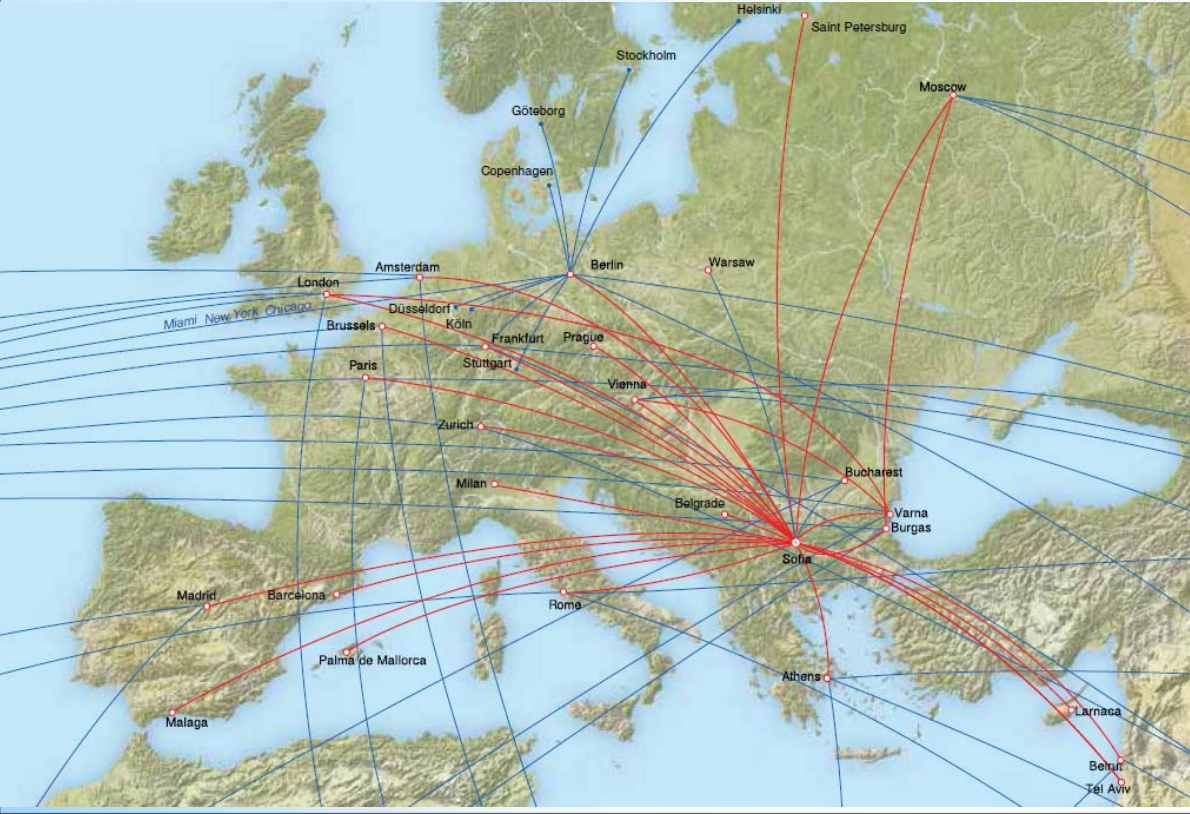 Helsinki
Saint Petersburg
Stockholm
Moscow
Göteborg
Copenhagen
Berlin
Warsaw
Amsterdam
London
Düsseldorf
Miami New York Chicago
Köln
Brussels
Frankfurt
Prague
Paris
Stuttgart
Vienna
Zurich
Bucharest
Milan
Belgrade
Varna
Burgas
Sofia
Madrid
Barcelona
Rome
Palma de Mallorca
Athens
Larnaca
Malaga
Beirut
Tel Aviv